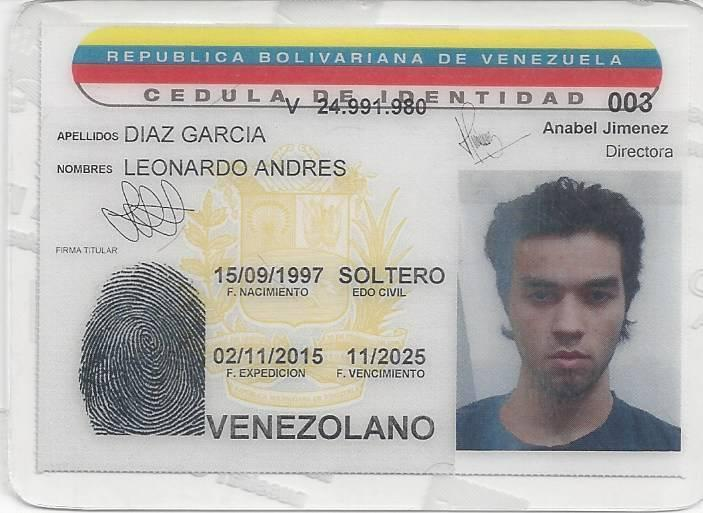 REPUBLICA BOLIVARIANA DE VENEZUELA
CEDULA DE IDENTIDAD 003
V 24.991.980
Anabel Jimenez
Directora
APELLIDOS DIAZ GARCIA
NOMBRES LEONARDO ANDRES
FIRMA TITULAR
15/09/1997 SOLTERO
F. NACIMIENTO EDO CIVIL
02/11/2015 11/2025
F. EXPEDICION F. VENCIMIENTO
VENEZOLANO